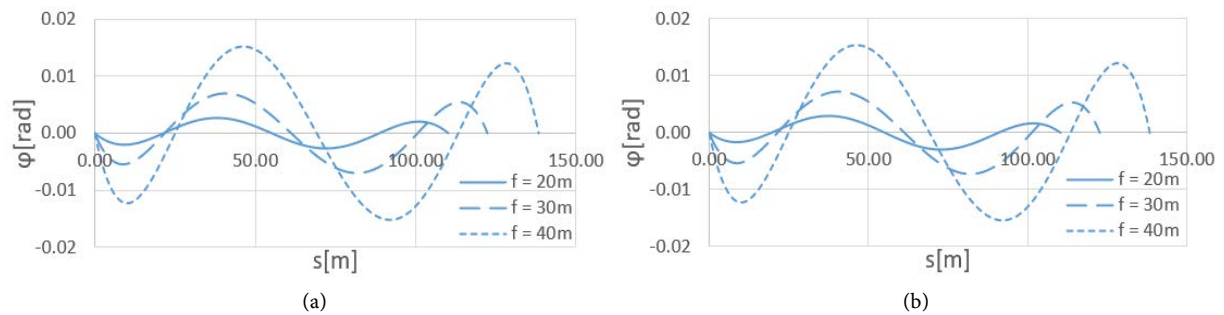 0.02
0.01
0.00
-0.01
-0.02
φ[rad]
0.00
50.00
100.00
150.00
f = 20m
f = 30m
f = 40m
s[m]
(a)
0.02
0.01
0.00
-0.01
-0.02
φ[rad]
0.00
50.00
100.00
150.00
f = 20m
f = 30m
f = 40m
s[m]
(b)